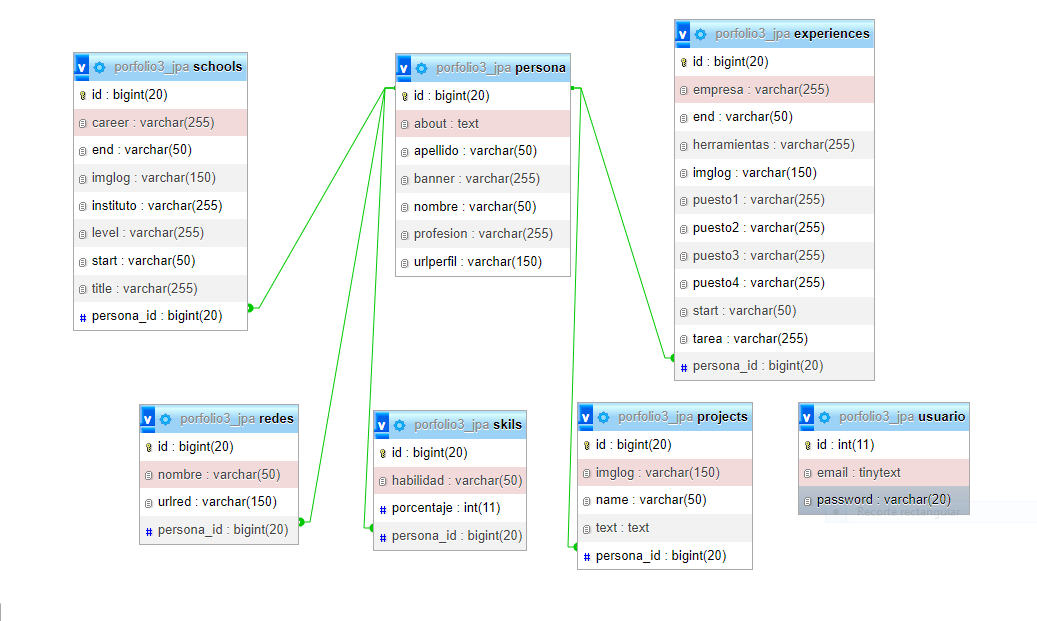 v porfolio3_jpa schools
id : bigint(20)
career : varchar(255)
end : varchar(50)
imglog : varchar(150)
instituto : varchar(255)
level : varchar(255)
start : varchar(50)
title : varchar(255)
# persona_id : bigint(20)
v porfolio3_jpa persona
id : bigint(20)
about : text
apellido : varchar(50)
banner : varchar(255)
nombre : varchar(50)
profesion : varchar(255)
urlperfil : varchar(150)
v porfolio3_jpa experiences
id : bigint(20)
empresa : varchar(255)
end : varchar(50)
herramientas : varchar(255)
imglog : varchar(150)
puesto1 : varchar(255)
puesto2 : varchar(255)
puesto3 : varchar(255)
puesto4 : varchar(255)
start : varchar(50)
tarea : varchar(255)
# persona_id : bigint(20)
v porfolio3_jpa redes
id : bigint(20)
nombre : varchar(50)
urlred : varchar(150)
# persona_id : bigint(20)
v porfolio3_jpa skils
id : bigint(20)
habilidad : varchar(50)
# porcentaje : int(11)
# persona_id : bigint(20)
v porfolio3_jpa projects
id : bigint(20)
imglog : varchar(150)
name : varchar(50)
text : text
# persona_id : bigint(20)
v porfolio3_jpa usuario
id : int(11)
email : tinytext
password : varchar(20)
Recorte rectangular